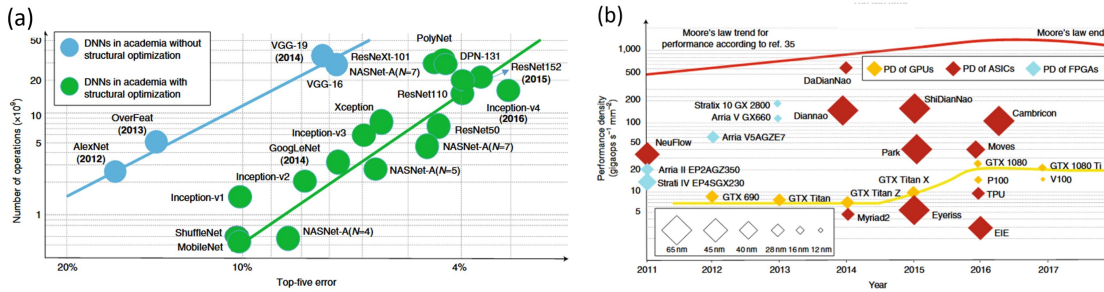 (a)
DNNs in academia without
structural optimization
DNNs in academia with
structural optimization
VGG-19
(2014)
ResNeXt-101
VGG-16
NASNet-A(N=7)
PolyNet
DPN-131
ResNet152
(2015)
ResNet110
Inception-v4
(2016)
OverFeat
(2013)
AlexNet
(2012)
Xception
Inception-v3
ResNet50
GoogLeNet
(2014)
NASNet-A(N=7)
Inception-v2
NASNet-A(N=5)
Inception-v1
ShuffleNet
MobileNet
NASNet-A(N=4)
Number of operations (×10⁹)
50
20
10
5
2
1
20%
10%
4%
Top-five error
(b)
Moore's law trend for
performance according to ref. 35
Moore's law end
PD of GPUs
PD of ASICs
PD of FPGAs
DaDianNao
Stratix 10 GX 2800
Arria V GX660
Diannao
ShiDianNao
Cambricon
Arria V5AGZE7
NeuFlow
Park
Moves
Arria II EP2AGZ350
Strati IV EP4SGX230
GTX 1080
GTX 1080 Ti
GTX Titan X
P100
V100
GTX 690
GTX Titan
GTX Titan Z
TPU
Myriad2
Eyeriss
EIE
65 nm
45 nm
40 nm
28 nm
16 nm
12 nm
Performance density
(gigaops s⁻¹ mm⁻²)
1,000
500
200
100
50
20
10
5
2011
2012
2013
2014
2015
2016
2017
Year